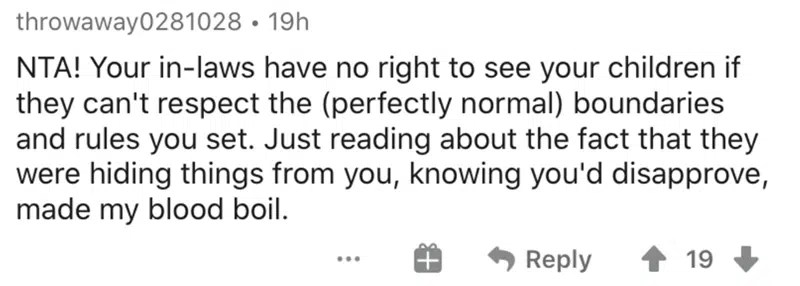 throwaway0281028 • 19h
NTA! Your in-laws have no right to see your children if
they can't respect the (perfectly normal) boundaries
and rules you set. Just reading about the fact that they
were hiding things from you, knowing you'd disapprove,
made my blood boil.
... Reply 19